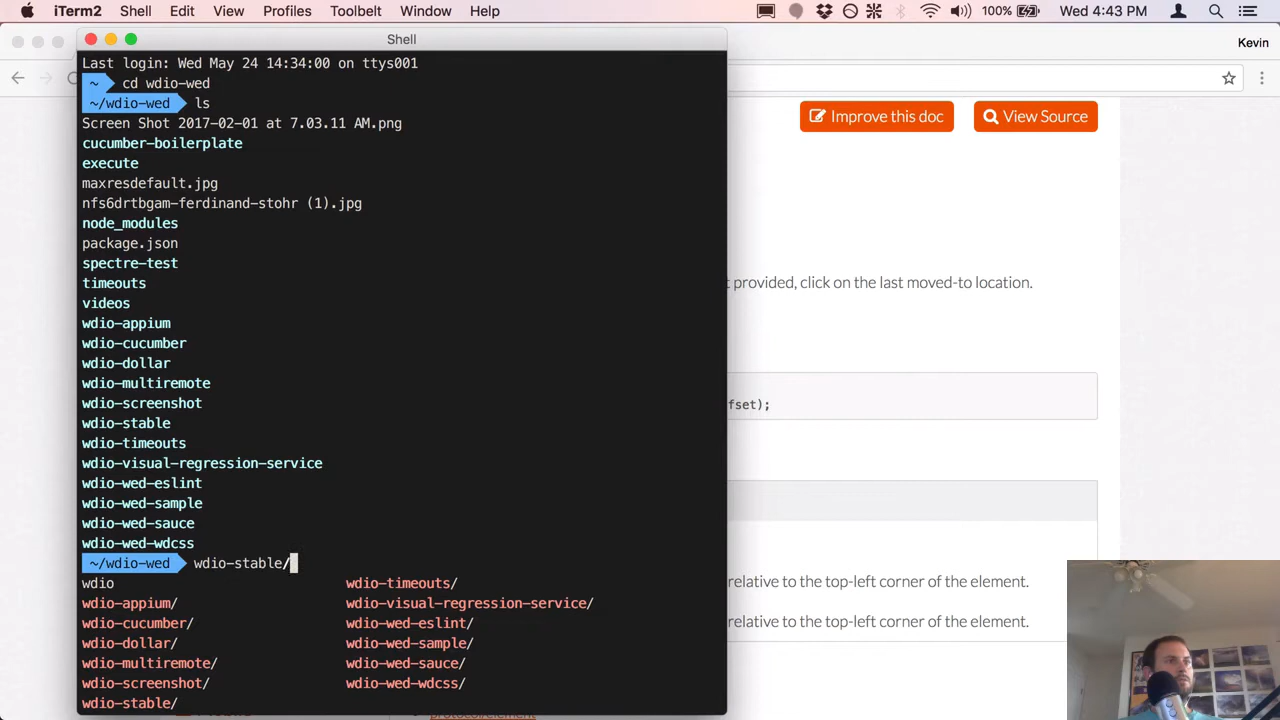 iTerm2 Shell Edit View Profiles Toolbelt Window Help 100% Wed 4:43 PM
Shell
Kevin
Last login: Wed May 24 14:34:00 on ttys001
~ cd wdio-wed
~/wdio-wed ls
Screen Shot 2017-02-01 at 7.03.11 AM.png
cucumber-boilerplate
execute
maxresdefault.jpg
nfs6drtbgam-ferdinand-stohr (1).jpg
node_modules
package.json
spectre-test
timeouts
videos
wdio-appium
wdio-cucumber
wdio-dollar
wdio-multiremote
wdio-screenshot
wdio-stable
wdio-timeouts
wdio-visual-regression-service
wdio-wed-eslint
wdio-wed-sample
wdio-wed-sauce
wdio-wed-wdcss
~/wdio-wed wdio-stable/
wdio wdio-timeouts/
wdio-appium/ wdio-visual-regression-service/
wdio-cucumber/ wdio-wed-eslint/
wdio-dollar/ wdio-wed-sample/
wdio-multiremote/ wdio-wed-sauce/
wdio-screenshot/ wdio-wed-wdcss/
wdio-stable/
Improve this doc View Source
t provided, click on the last moved-to location.
fset);
relative to the top-left corner of the element.
relative to the top-left corner of the element.
protocol/element